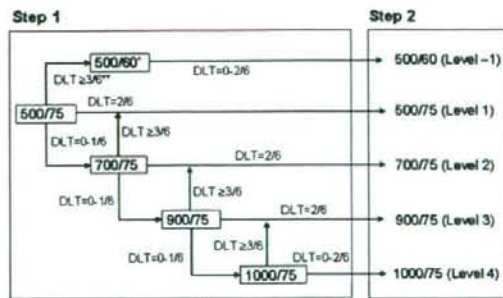 Step 1
Step 2
500/60*
DLT=0-2/6
500/60 (Level –1)
DLT ≥3/6**
500/75
DLT=2/6
500/75 (Level 1)
DLT=0-1/6
DLT ≥3/6
700/75
DLT=2/6
700/75 (Level 2)
DLT=0-1/6
DLT ≥3/6
900/75
DLT=2/6
900/75 (Level 3)
DLT=0-1/6
DLT ≥3/6
1000/75
DLT=0-2/6
1000/75 (Level 4)